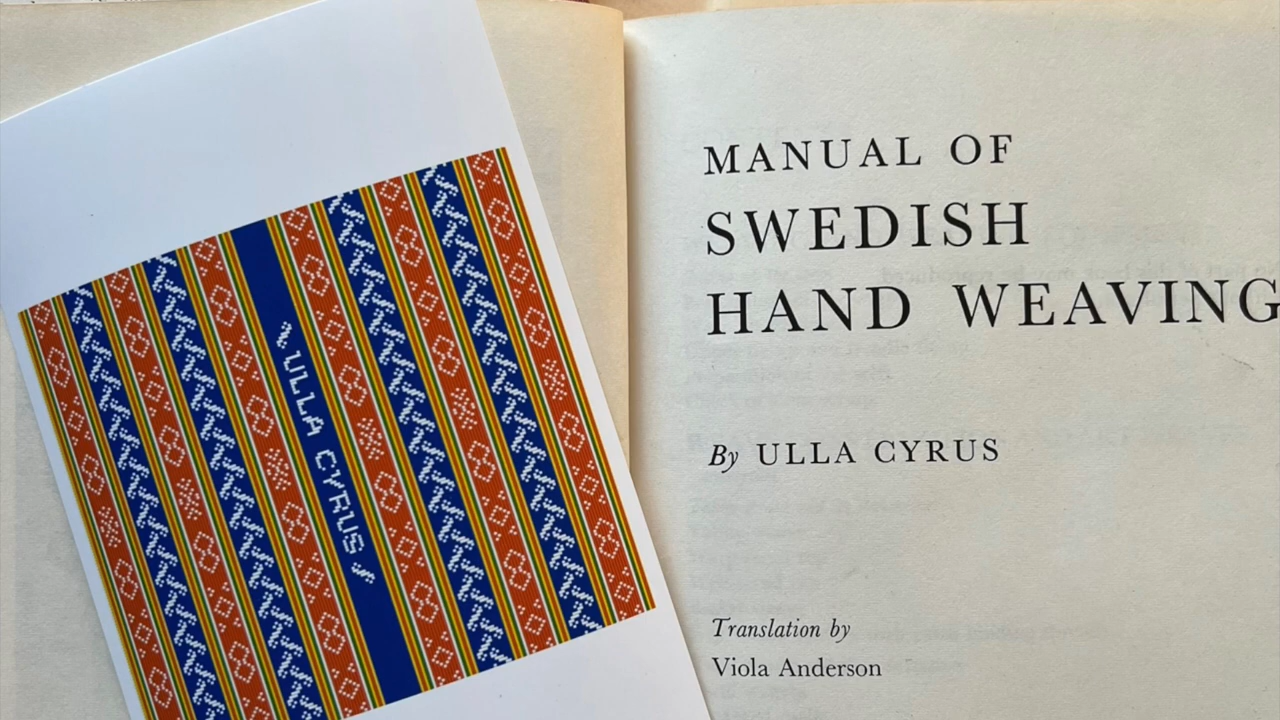 ULLA CYRUS
MANUAL OF
SWEDISH
HAND WEAVING
By ULLA CYRUS
Translation by
Viola Anderson